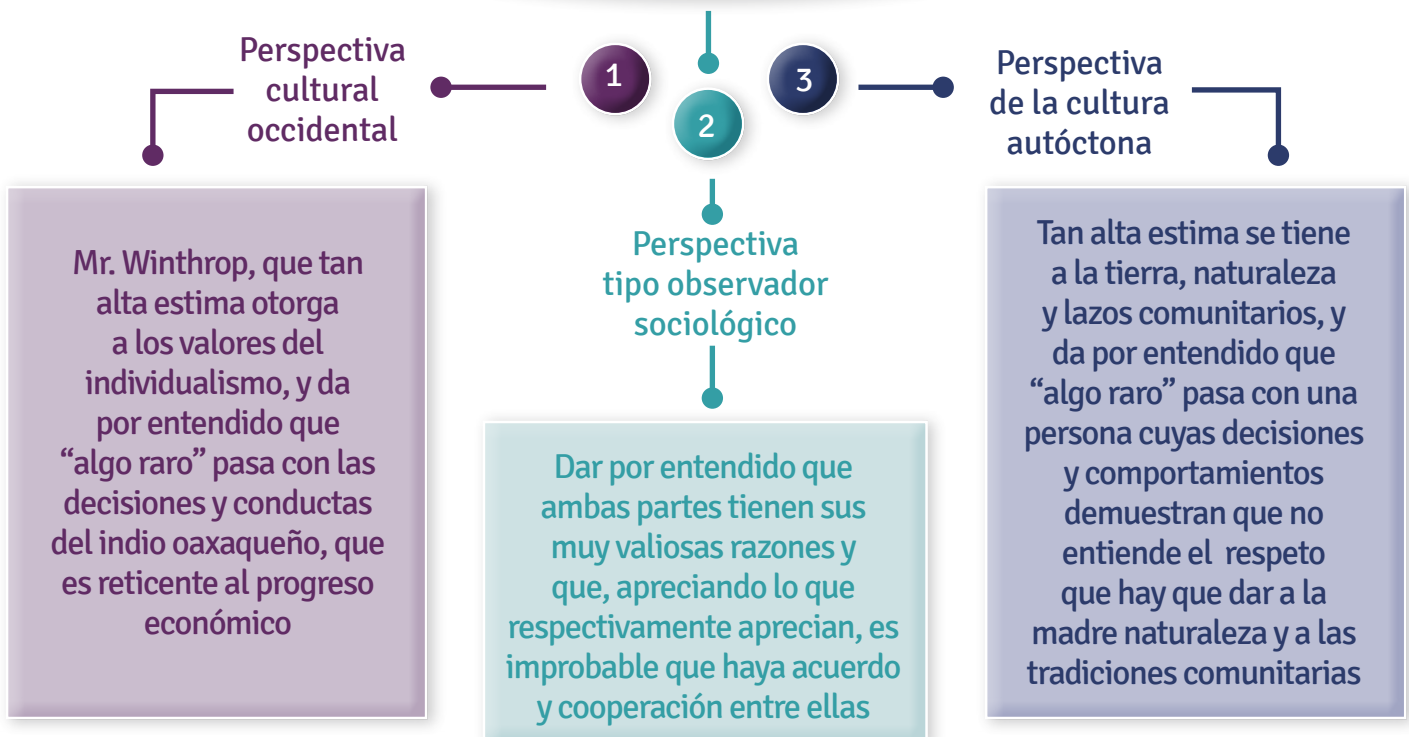 Perspectiva
cultural
occidental
1
Mr. Winthrop, que tan
alta estima otorga
a los valores del
individualismo, y da
por entendido que
“algo raro” pasa con las
decisiones y conductas
del indio oaxaqueño, que
es reticente al progreso
económico
2
Perspectiva
tipo observador
sociológico
Dar por entendido que
ambas partes tienen sus
muy valiosas razones y
que, apreciando lo que
respectivamente aprecian, es
improbable que haya acuerdo
y cooperación entre ellas
3
Perspectiva
de la cultura
autóctona
Tan alta estima se tiene
a la tierra, naturaleza
y lazos comunitarios, y
da por entendido que
“algo raro” pasa con una
persona cuyas decisiones
y comportamientos
demuestran que no
entiende el respeto
que hay que dar a la
madre naturaleza y a las
tradiciones comunitarias